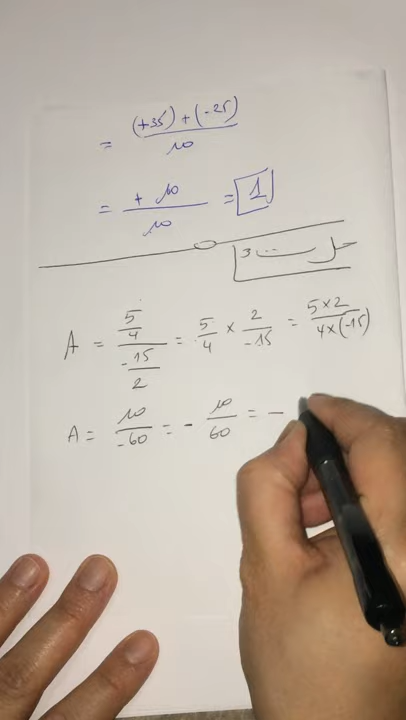 = (+35) + (-25) / 10
= + 10 / 10 = 1
حل ت ... 3
A = 5/4 / -15/2 = 5/4 × 2/-15 = 5×2 / 4×(-15)
A = 10/-60 = - 10/60 = -